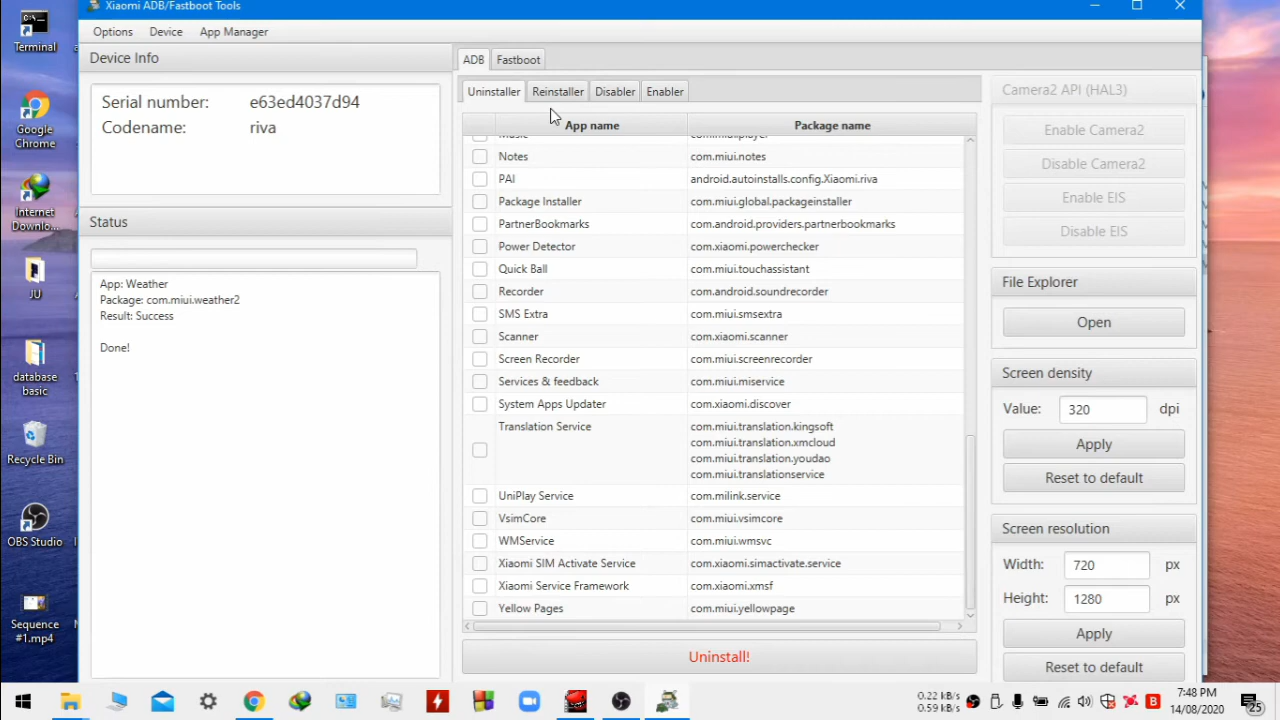 Xiaomi ADB/Fastboot Tools
Options Device App Manager
Device Info
Serial number: e63ed4037d94
Codename: riva
Status
App: Weather
Package: com.miui.weather2
Result: Success
Done!
ADB Fastboot
Uninstaller Reinstaller Disabler Enabler
App name Package name
Notes com.miui.notes
PAI android.autoinstalls.config.Xiaomi.riva
Package Installer com.miui.global.packageinstaller
PartnerBookmarks com.android.providers.partnerbookmarks
Power Detector com.xiaomi.powerchecker
Quick Ball com.miui.touchassistant
Recorder com.android.soundrecorder
SMS Extra com.miui.smsextra
Scanner com.xiaomi.scanner
Screen Recorder com.miui.screenrecorder
Services & feedback com.miui.miservice
System Apps Updater com.xiaomi.discover
Translation Service com.miui.translation.kingsoft
com.miui.translation.xmcloud
com.miui.translation.youdao
com.miui.translationservice
UniPlay Service com.milink.service
VsimCore com.miui.vsimcore
WMService com.miui.wmsvc
Xiaomi SIM Activate Service com.xiaomi.simactivate.service
Xiaomi Service Framework com.xiaomi.xmsf
Yellow Pages com.miui.yellowpage
Uninstall!
Camera2 API (HAL3)
Enable Camera2
Disable Camera2
Enable EIS
Disable EIS
File Explorer
Open
Screen density
Value: 320 dpi
Apply
Reset to default
Screen resolution
Width: 720 px
Height: 1280 px
Apply
Reset to default
Terminal
Google
Chrome
Internet
Downlo...
JU
database
basic
Recycle Bin
OBS Studio
Sequence
#1.mp4
0.22 kB/s
0.59 kB/s
7:48 PM
14/08/2020
25